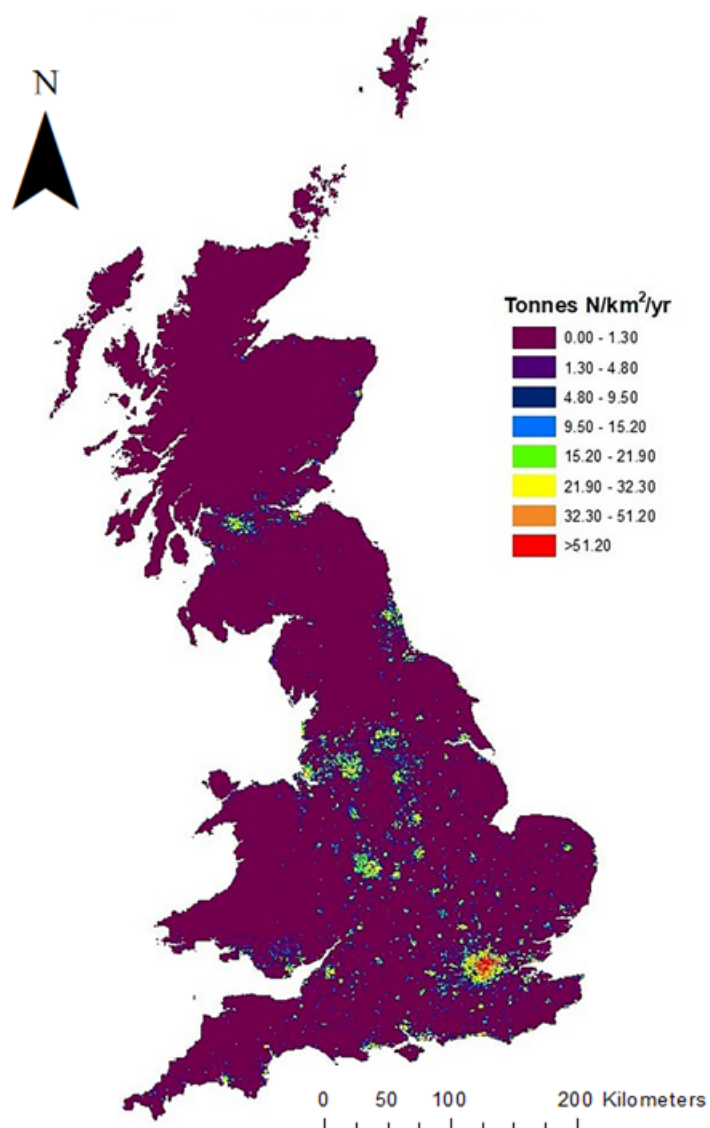 N
Tonnes N/km²/yr
0.00 - 1.30
1.30 - 4.80
4.80 - 9.50
9.50 - 15.20
15.20 - 21.90
21.90 - 32.30
32.30 - 51.20
>51.20
0 50 100 200 Kilometers